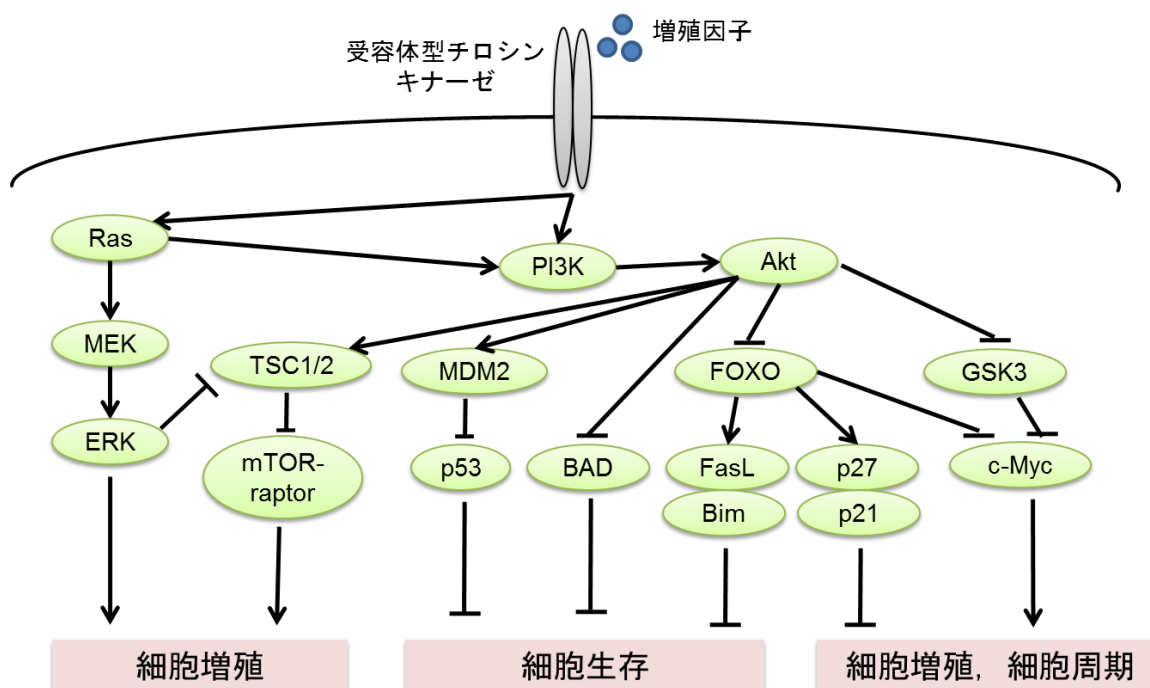 増殖因子
受容体型チロシン
キナーゼ
Ras
PI3K
Akt
MEK
TSC1/2
MDM2
FOXO
GSK3
ERK
mTOR-
raptor
p53
BAD
FasL
p27
c-Myc
Bim
p21
細胞増殖
細胞生存
細胞増殖, 細胞周期